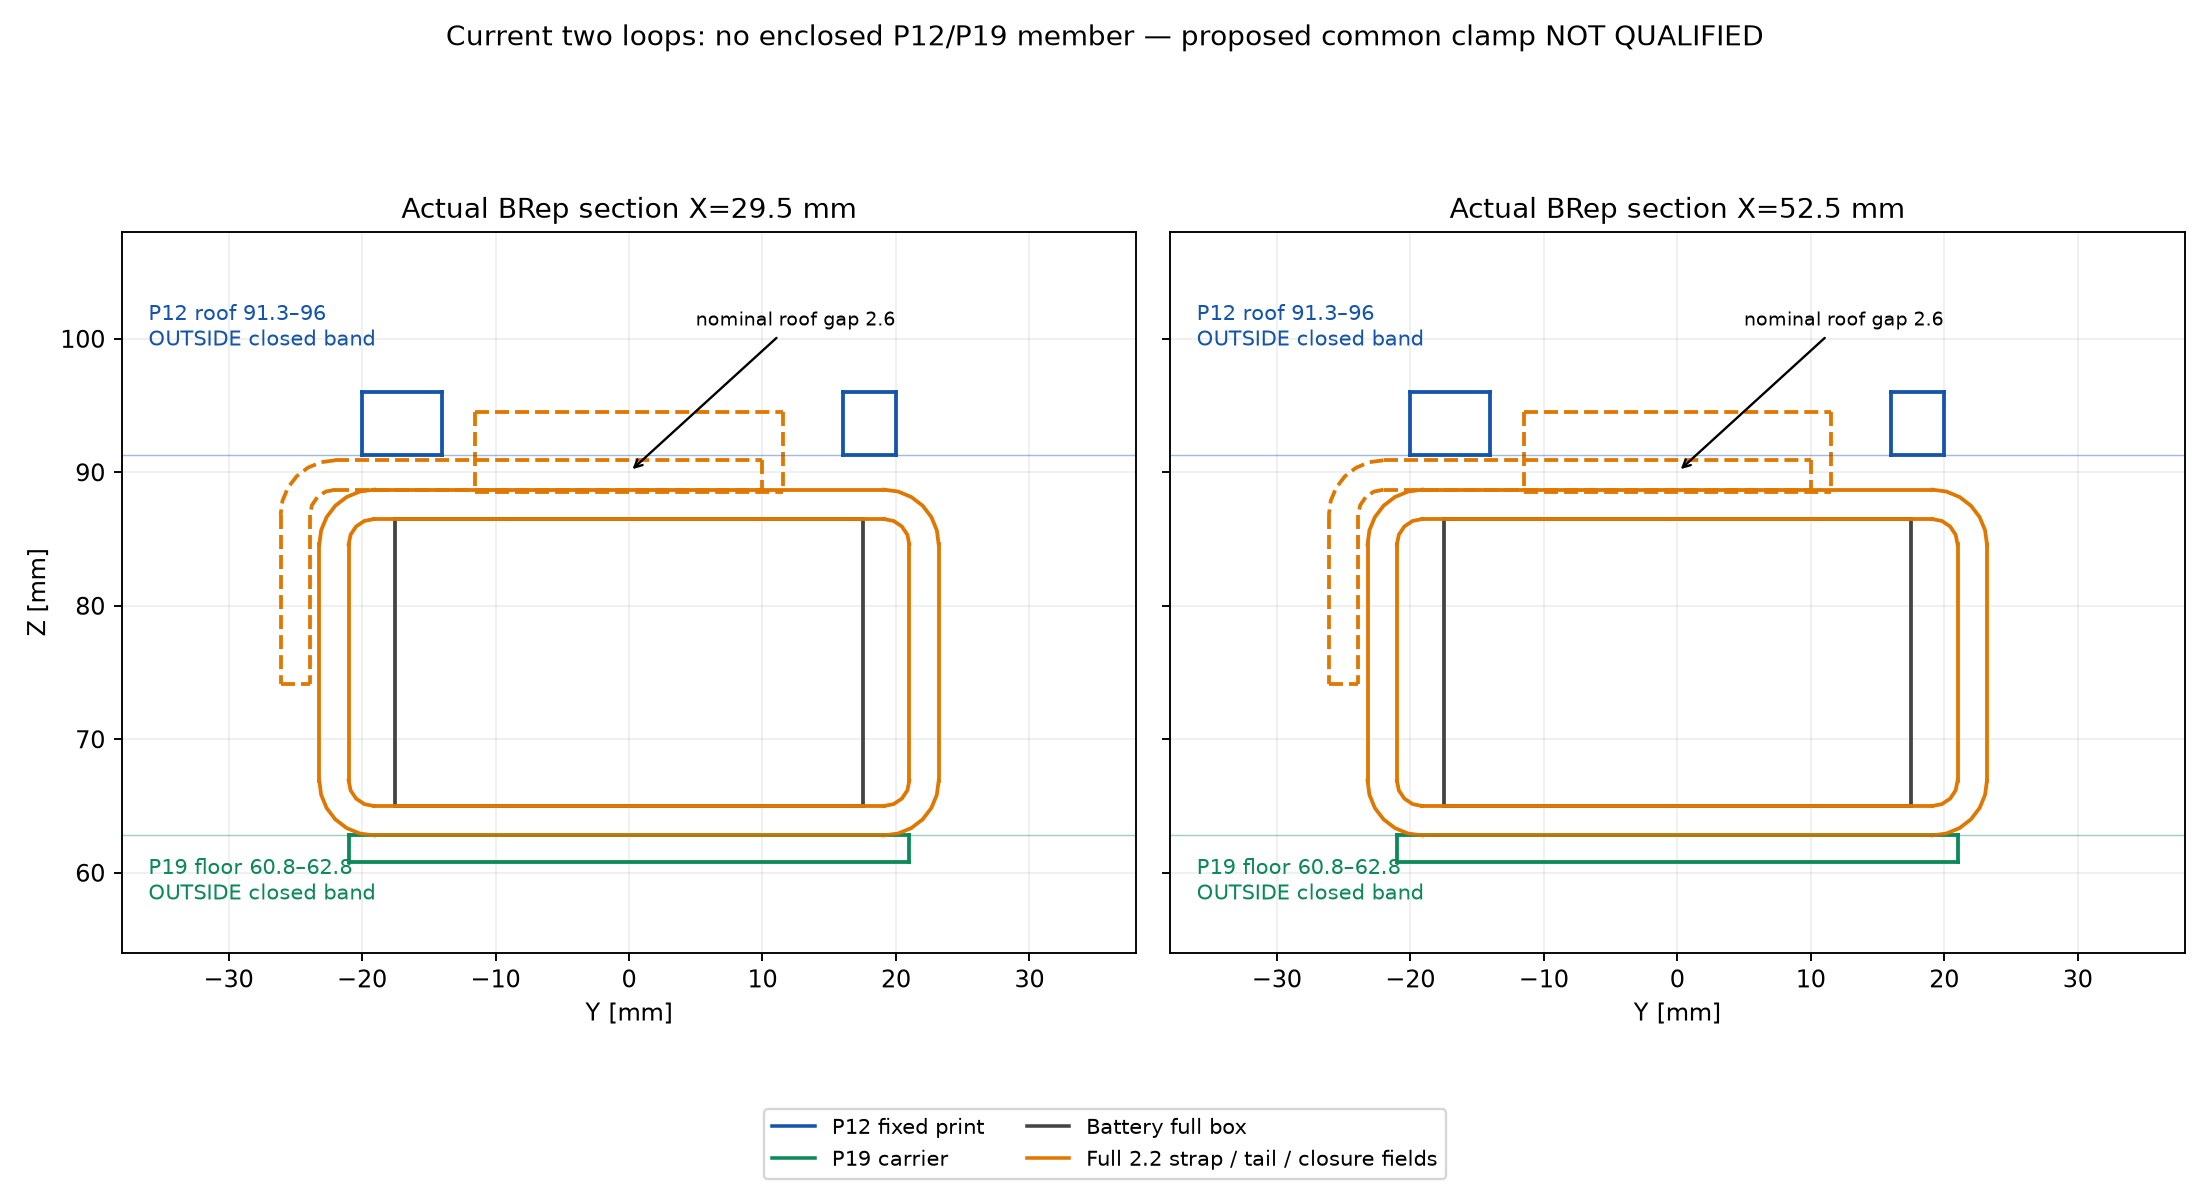 Current two loops: no enclosed P12/P19 member — proposed common clamp NOT QUALIFIED
Actual BRep section X=29.5 mm
P12 roof 91.3–96
OUTSIDE closed band
nominal roof gap 2.6
P19 floor 60.8–62.8
OUTSIDE closed band
100
90
80
70
60
Z [mm]
−30
−20
−10
0
10
20
30
Y [mm]
Actual BRep section X=52.5 mm
P12 roof 91.3–96
OUTSIDE closed band
nominal roof gap 2.6
P19 floor 60.8–62.8
OUTSIDE closed band
−30
−20
−10
0
10
20
30
Y [mm]
P12 fixed print
P19 carrier
Battery full box
Full 2.2 strap / tail / closure fields